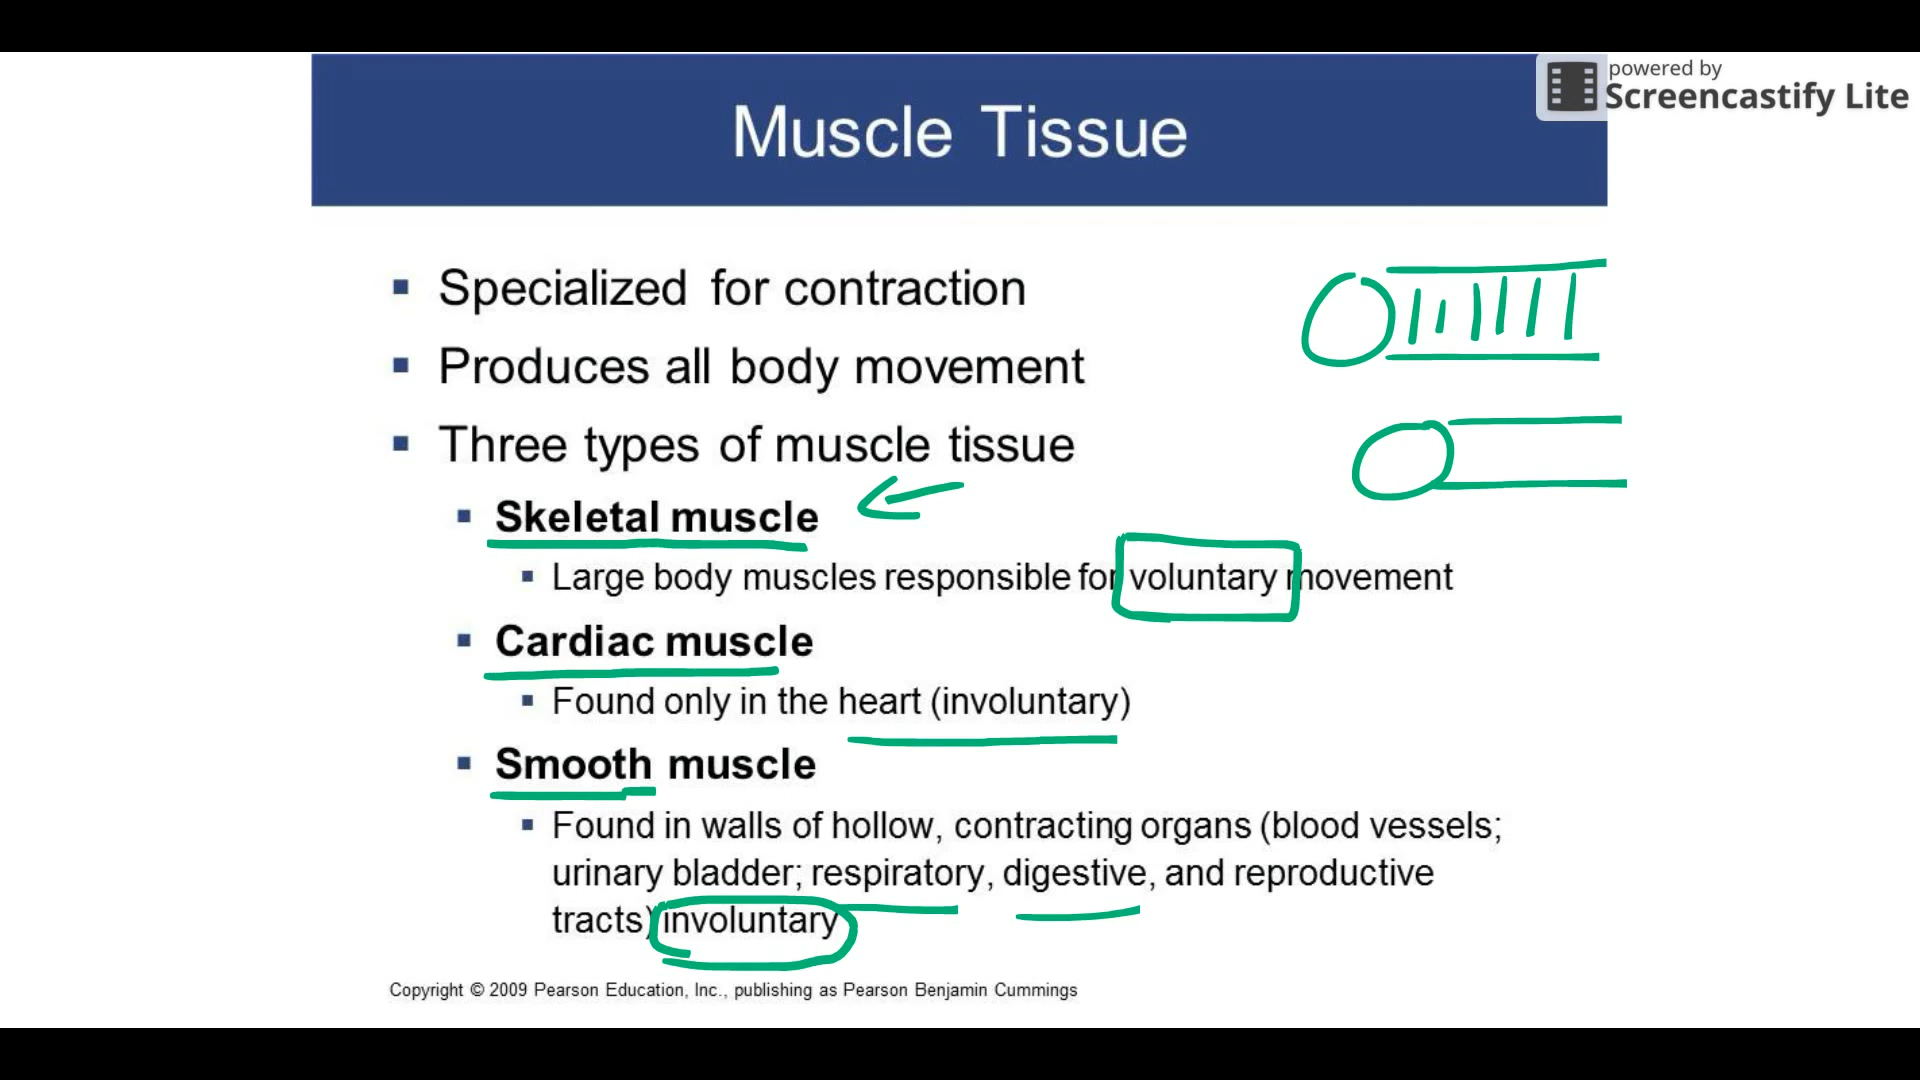 powered by
Screencastify Lite
Muscle Tissue
Specialized for contraction
Produces all body movement
Three types of muscle tissue
Skeletal muscle
Large body muscles responsible for voluntary movement
Cardiac muscle
Found only in the heart (involuntary)
Smooth muscle
Found in walls of hollow, contracting organs (blood vessels;
urinary bladder; respiratory, digestive, and reproductive
tracts) involuntary
Copyright © 2009 Pearson Education, Inc., publishing as Pearson Benjamin Cummings